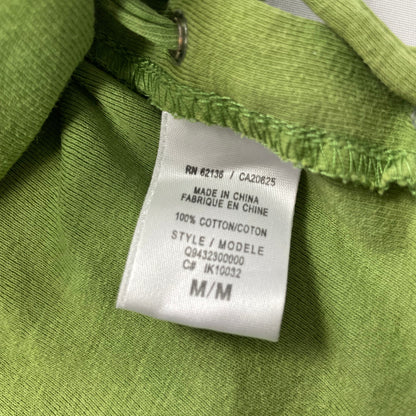 RN 62136 / CA20625
MADE IN CHINA
FABRIQUE EN CHINE
100% COTTON/COTON
STYLE / MODELE
Q9432300000
C# IK10032
M/M